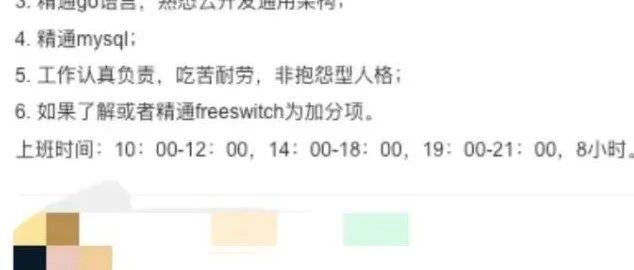 3. 精通go语言，熟悉云开发通用架构；
4. 精通mysql；
5. 工作认真负责，吃苦耐劳，非抱怨型人格；
6. 如果了解或者精通freeswitch为加分项。
上班时间：10：00-12：00，14：00-18：00，19：00-21：00，8小时。